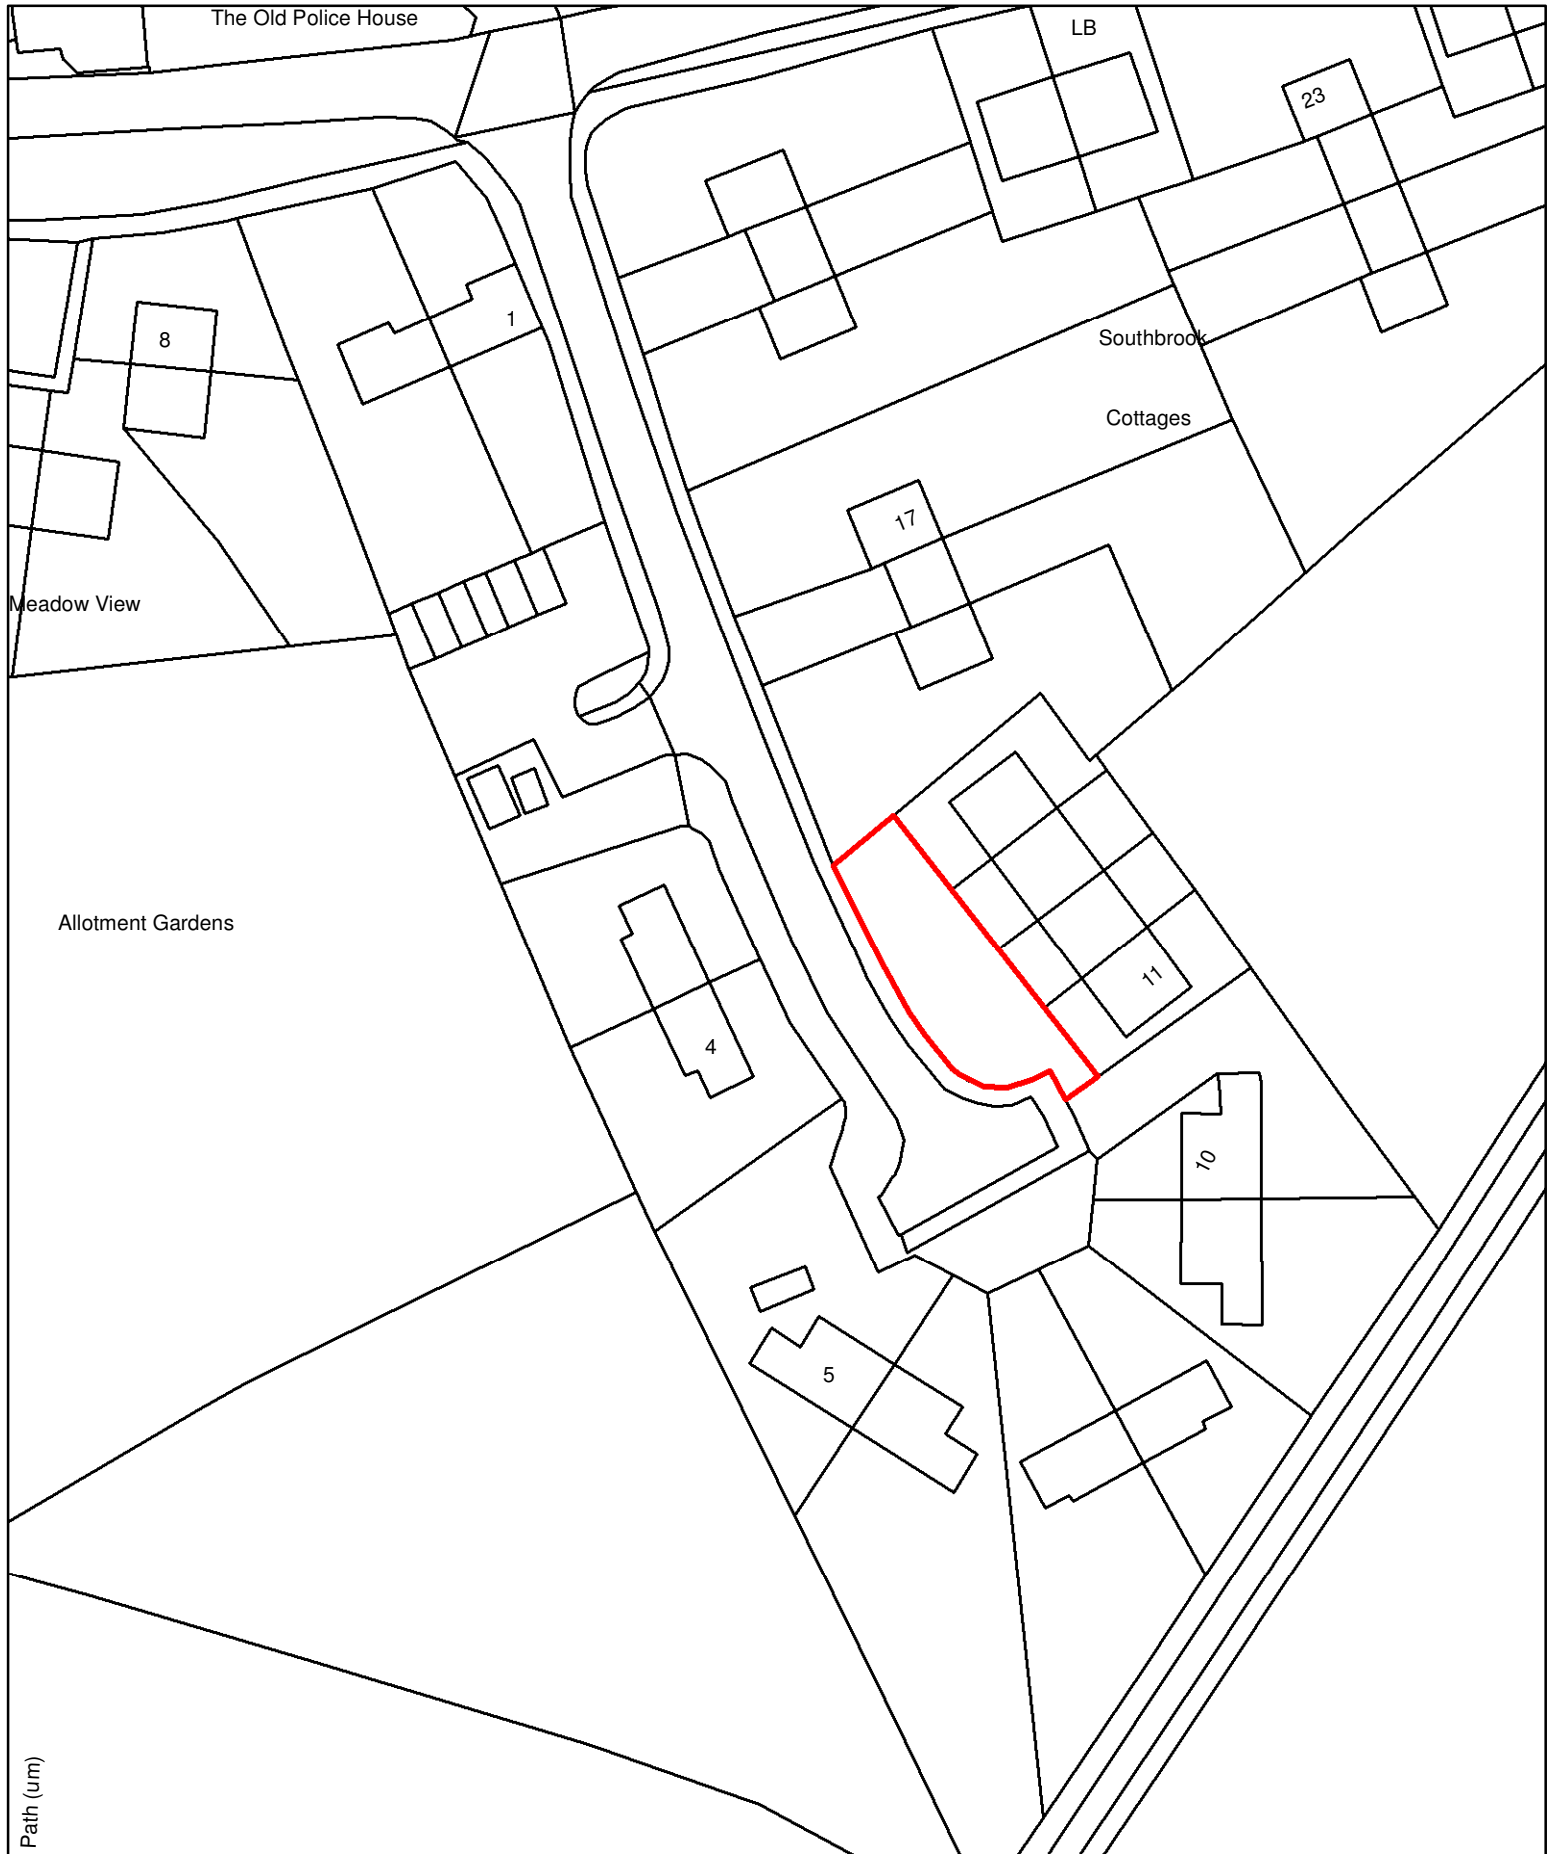 The Old Police House
LB
23
1
8
Southbrook
Cottages
17
Meadow View
Allotment Gardens
11
4
10
5
Path (um)